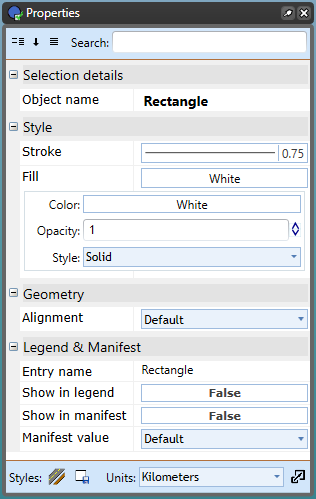 Properties
Search:
Selection details
Object name Rectangle
Style
Stroke 0.75
Fill White
Color: White
Opacity: 1
Style: Solid
Geometry
Alignment Default
Legend & Manifest
Entry name Rectangle
Show in legend False
Show in manifest False
Manifest value Default
Styles: Units: Kilometers